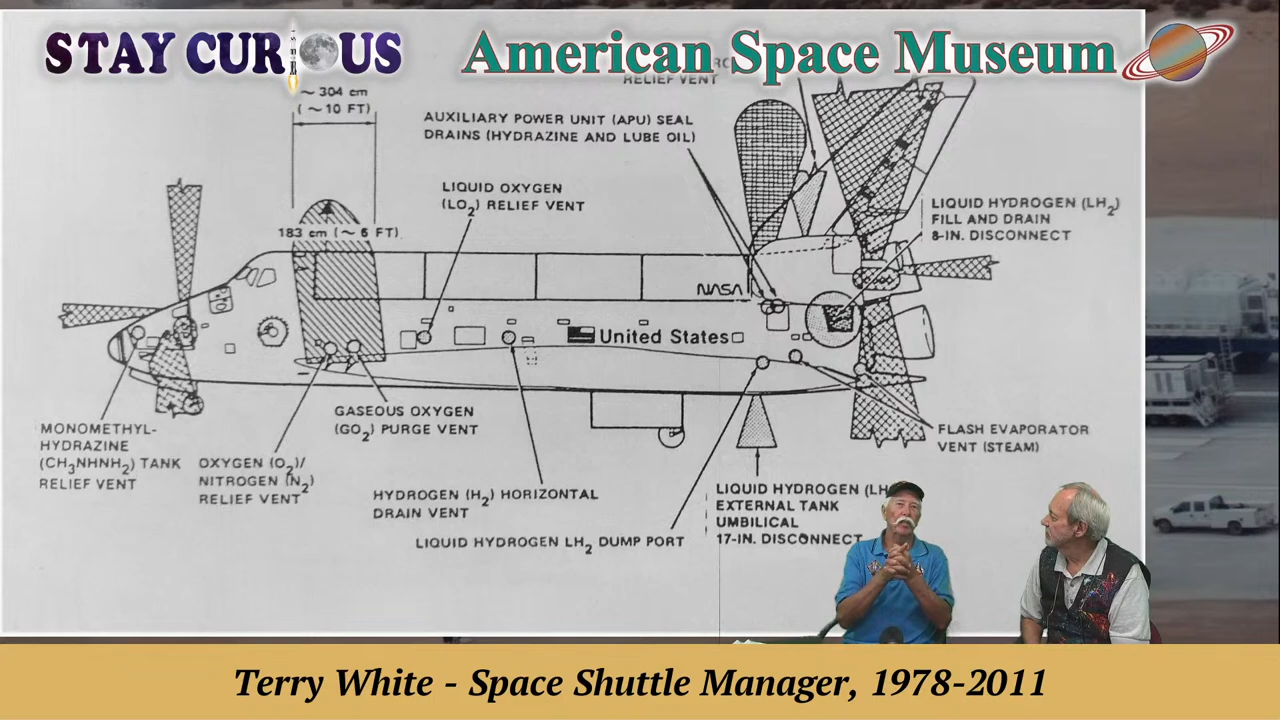 STAY CURIOUS
American Space Museum
RELIEF VENT
~ 304 cm
(~10 FT)
AUXILIARY POWER UNIT (APU) SEAL
DRAINS (HYDRAZINE AND LUBE OIL)
LIQUID OXYGEN
(LO2) RELIEF VENT
183 cm (~ 6 FT)
LIQUID HYDROGEN (LH2)
FILL AND DRAIN
8-IN. DISCONNECT
NASA
United States
MONOMETHYL-
HYDRAZINE
(CH3NHNH2) TANK
RELIEF VENT
OXYGEN (O2)/
NITROGEN (N2)
RELIEF VENT
GASEOUS OXYGEN
(GO2) PURGE VENT
HYDROGEN (H2) HORIZONTAL
DRAIN VENT
LIQUID HYDROGEN LH2 DUMP PORT
LIQUID HYDROGEN (LH
EXTERNAL TANK
UMBILICAL
17-IN. DISCONNECT
FLASH EVAPORATOR
VENT (STEAM)
Terry White - Space Shuttle Manager, 1978-2011